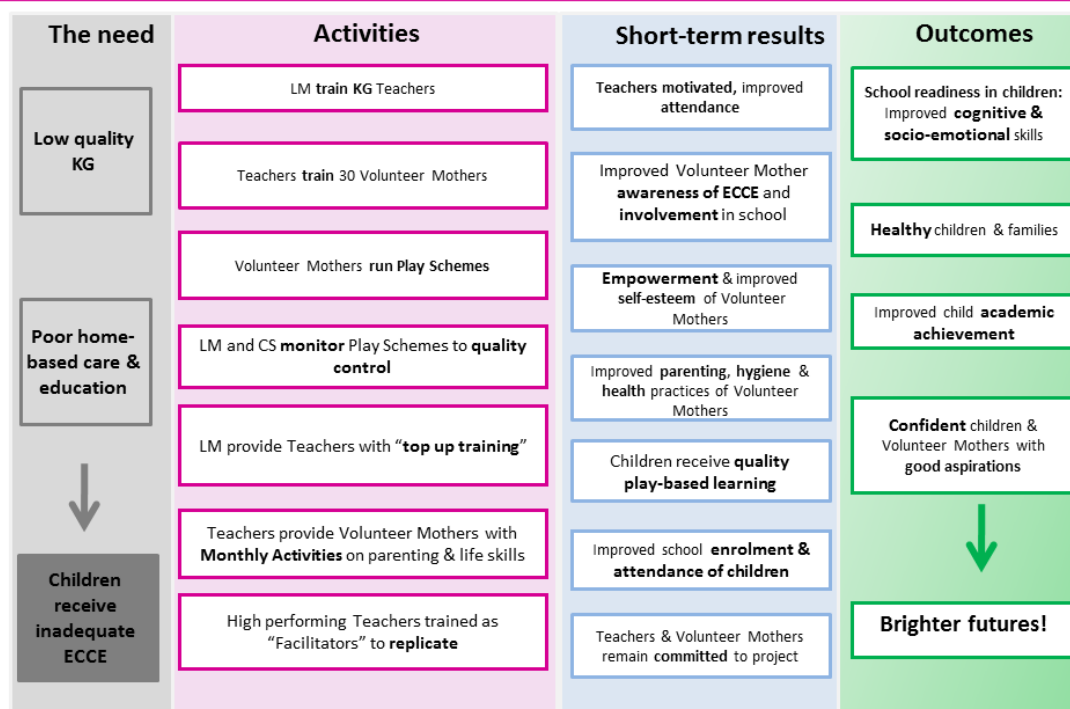 The need
Low quality
KG
Poor home-
based care &
education
Children
receive
inadequate
ECCE
Activities
LM train KG Teachers
Teachers train 30 Volunteer Mothers
Volunteer Mothers run Play Schemes
LM and CS monitor Play Schemes to quality
control
LM provide Teachers with “top up training”
Teachers provide Volunteer Mothers with
Monthly Activities on parenting & life skills
High performing Teachers trained as
“Facilitators” to replicate
Short-term results
Teachers motivated, improved
attendance
Improved Volunteer Mother
awareness of ECCE and
involvement in school
Empowerment & improved
self-esteem of Volunteer
Mothers
Improved parenting, hygiene &
health practices of Volunteer
Mothers
Children receive quality
play-based learning
Improved school enrolment &
attendance of children
Teachers & Volunteer Mothers
remain committed to project
Outcomes
School readiness in children:
Improved cognitive &
socio-emotional skills
Healthy children & families
Improved child academic
achievement
Confident children &
Volunteer Mothers with
good aspirations
Brighter futures!